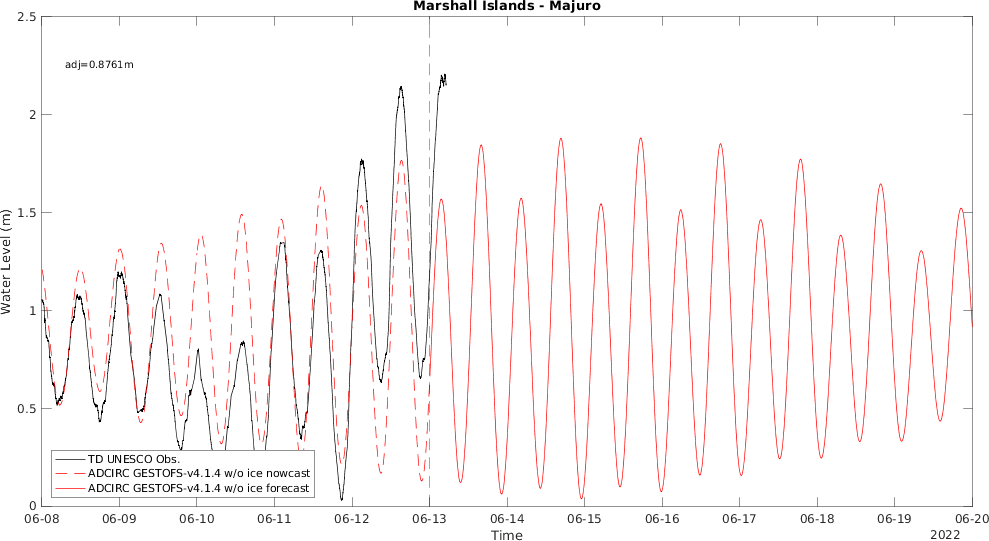 Marshall Islands - Majuro
adj=0.8761m
Water Level (m)
2.5
2
1.5
1
0.5
0
TD UNESCO Obs.
ADCIRC GESTOFS-v4.1.4 w/o ice nowcast
ADCIRC GESTOFS-v4.1.4 w/o ice forecast
06-08 06-09 06-10 06-11 06-12 06-13 06-14 06-15 06-16 06-17 06-18 06-19 06-20
Time
2022